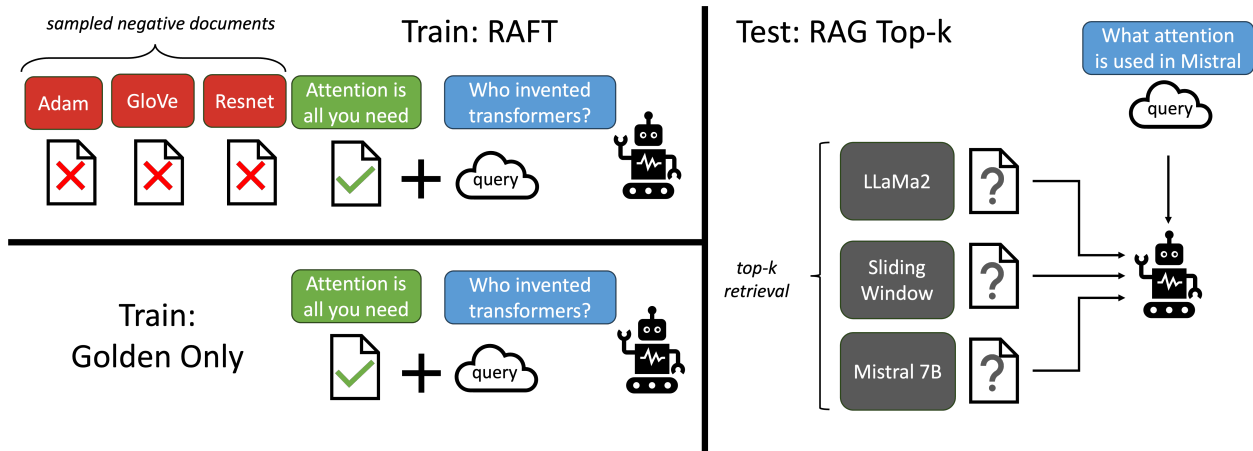 sampled negative documents
Train: RAFT
Adam
GloVe
Resnet
Attention is
all you need
Who invented
transformers?
query
Train:
Golden Only
Attention is
all you need
Who invented
transformers?
query
Test: RAG Top-k
What attention
is used in Mistral
query
top-k
retrieval
LLaMa2
?
Sliding
Window
?
Mistral 7B
?